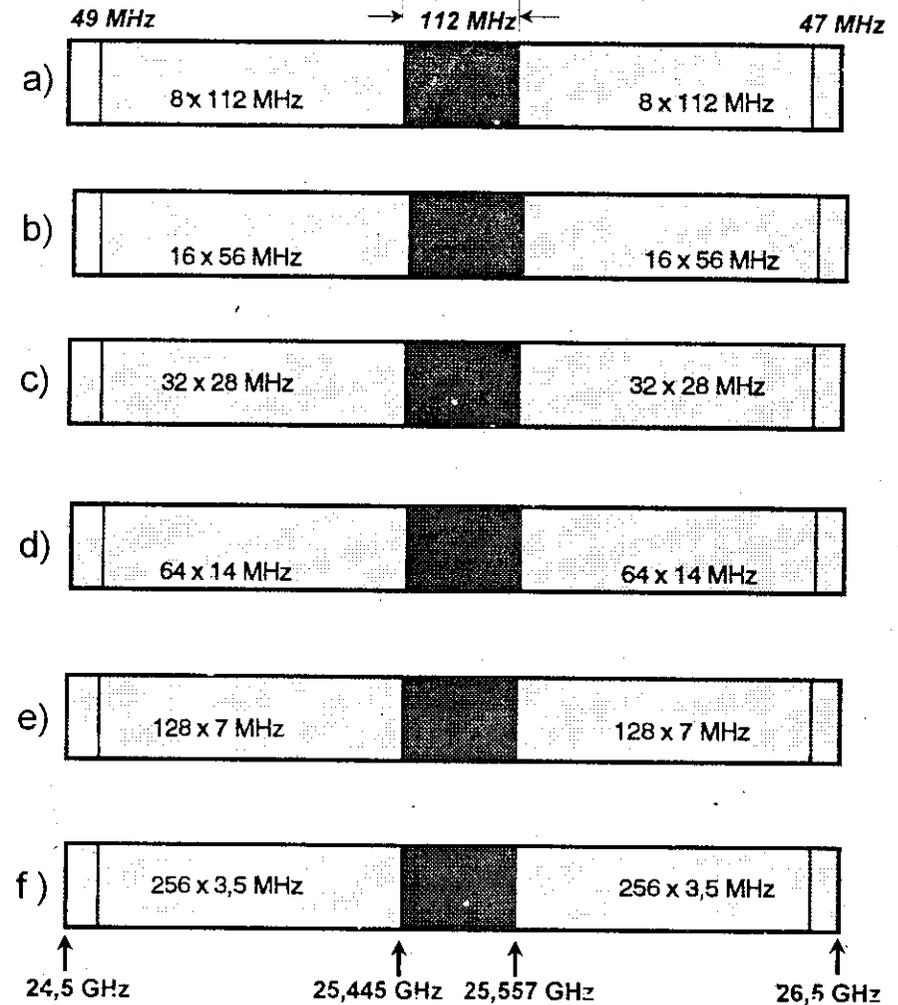 49 MHz 112 MHz 47 MHz
a) 8 x 112 MHz 8 x 112 MHz
b) 16 x 56 MHz 16 x 56 MHz
c) 32 x 28 MHz 32 x 28 MHz
d) 64 x 14 MHz 64 x 14 MHz
e) 128 x 7 MHz 128 x 7 MHz
f) 256 x 3,5 MHz 256 x 3,5 MHz
24,5 GHz 25,445 GHz 25,557 GHz 26,5 GHz